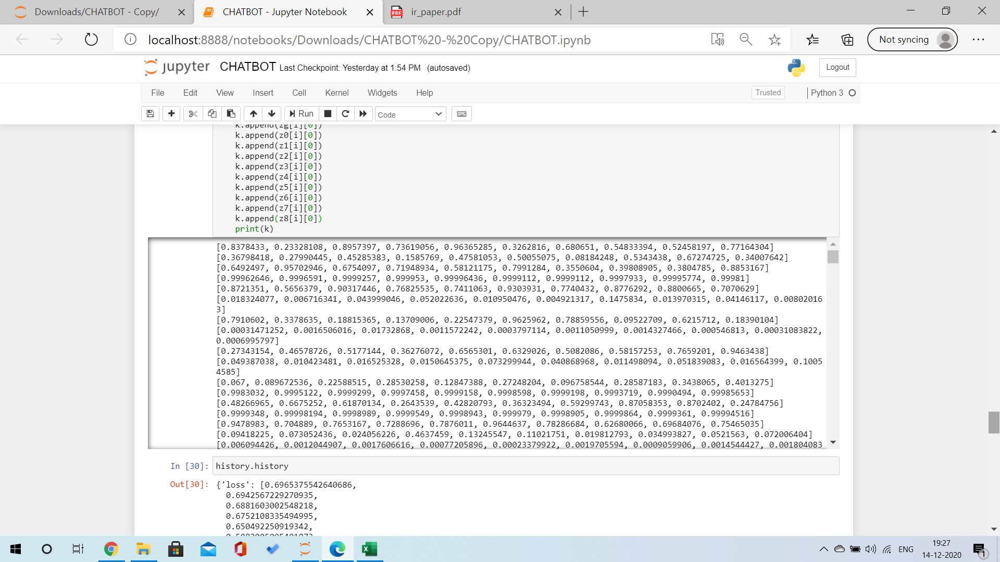 Downloads/CHATBOT - Copy/
CHATBOT - Jupyter Notebook
PDF
ir_paper.pdf
localhost:8888/notebooks/Downloads/CHATBOT%20-%20Copy/CHATBOT.ipynb
Not syncing
jupyter CHATBOT Last Checkpoint: Yesterday at 1:54 PM (autosaved)
Logout
File Edit View Insert Cell Kernel Widgets Help
Trusted
Python 3
Run
Code
k.append(zg[i][0])
k.append(z0[i][0])
k.append(z1[i][0])
k.append(z2[i][0])
k.append(z3[i][0])
k.append(z4[i][0])
k.append(z5[i][0])
k.append(z6[i][0])
k.append(z7[i][0])
k.append(z8[i][0])
print(k)
[0.8378433, 0.23328108, 0.8957397, 0.73619056, 0.96365285, 0.3262816, 0.680651, 0.54833394, 0.52458197, 0.77164304]
[0.36798418, 0.27990445, 0.45285383, 0.1585769, 0.47581053, 0.50055075, 0.08184248, 0.5343438, 0.67274725, 0.34007642]
[0.6492497, 0.95702946, 0.6754097, 0.71948934, 0.58121175, 0.7991284, 0.3550604, 0.39808905, 0.3804785, 0.8853167]
[0.99962646, 0.9996591, 0.9999257, 0.999953, 0.99996436, 0.9999112, 0.9999112, 0.9997933, 0.99995774, 0.99981]
[0.8721351, 0.5656379, 0.90317446, 0.76825535, 0.7411063, 0.9303931, 0.7740432, 0.8776292, 0.8800665, 0.7070629]
[0.018324077, 0.006716341, 0.043999046, 0.052022636, 0.010950476, 0.004921317, 0.1475834, 0.013970315, 0.04146117, 0.00802016
3]
[0.7910602, 0.3378635, 0.18815365, 0.13709006, 0.22547379, 0.9625962, 0.78859556, 0.09522709, 0.6215712, 0.18390104]
[0.00031471252, 0.0016506016, 0.01732868, 0.0011572242, 0.0003797114, 0.0011050999, 0.0014327466, 0.000546813, 0.00031083822,
0.0006995797]
[0.27343154, 0.46578726, 0.5177144, 0.36276072, 0.6565301, 0.6329026, 0.5082086, 0.58157253, 0.7659201, 0.9463438]
[0.049387038, 0.010423481, 0.016525328, 0.0150645375, 0.073299944, 0.040868968, 0.011498094, 0.051839083, 0.016564399, 0.1005
4585]
[0.067, 0.089672536, 0.22588515, 0.28530258, 0.12847388, 0.27248204, 0.096758544, 0.28587183, 0.3438065, 0.4013275]
[0.9983032, 0.9995122, 0.9999299, 0.9997458, 0.9999158, 0.9998598, 0.9999198, 0.9993719, 0.9990494, 0.99985653]
[0.48266965, 0.6675252, 0.61870134, 0.2643539, 0.42820793, 0.36323494, 0.59299743, 0.87058353, 0.8702402, 0.24784756]
[0.9999348, 0.99998194, 0.9998989, 0.9999549, 0.9998943, 0.999979, 0.9998905, 0.9999864, 0.9999361, 0.99994516]
[0.9478983, 0.704889, 0.7653167, 0.7288696, 0.7876011, 0.9644637, 0.78286684, 0.62680066, 0.69684076, 0.75465035]
[0.09418225, 0.073052436, 0.024056226, 0.4637459, 0.13245547, 0.11021751, 0.019812793, 0.034993827, 0.0521563, 0.072006404]
[0.006094426, 0.0012044907, 0.0017606616, 0.00077205896, 0.00023379922, 0.0019705594, 0.0009059906, 0.0014544427, 0.001804083
In [30]: history.history
Out[30]: {'loss': [0.6965375542640686,
0.6942567229270935,
0.6881603002548218,
0.6752108335494995,
0.650492250919342,
ENG
19:27
14-12-2020
1